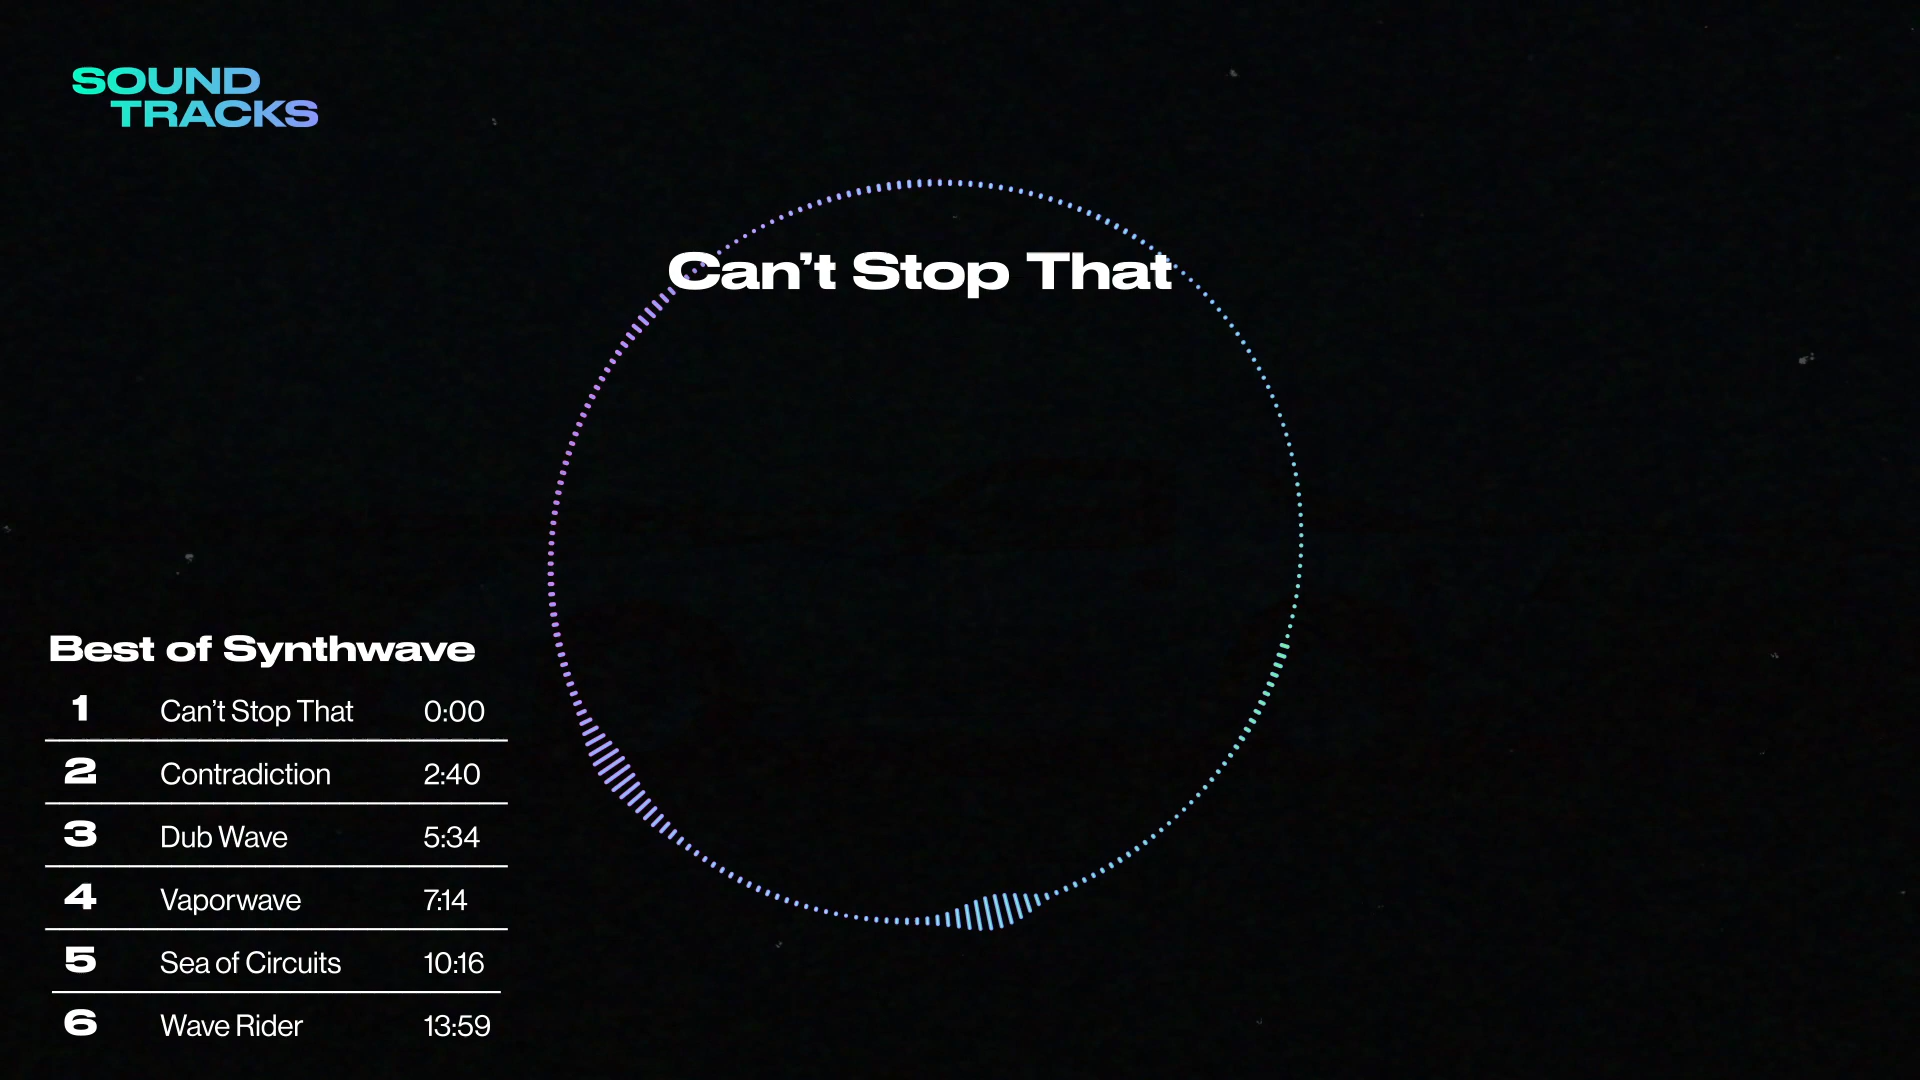 SOUND
TRACKS
Can’t Stop That
Best of Synthwave
1 Can’t Stop That 0:00
2 Contradiction 2:40
3 Dub Wave 5:34
4 Vaporwave 7:14
5 Sea of Circuits 10:16
6 Wave Rider 13:59